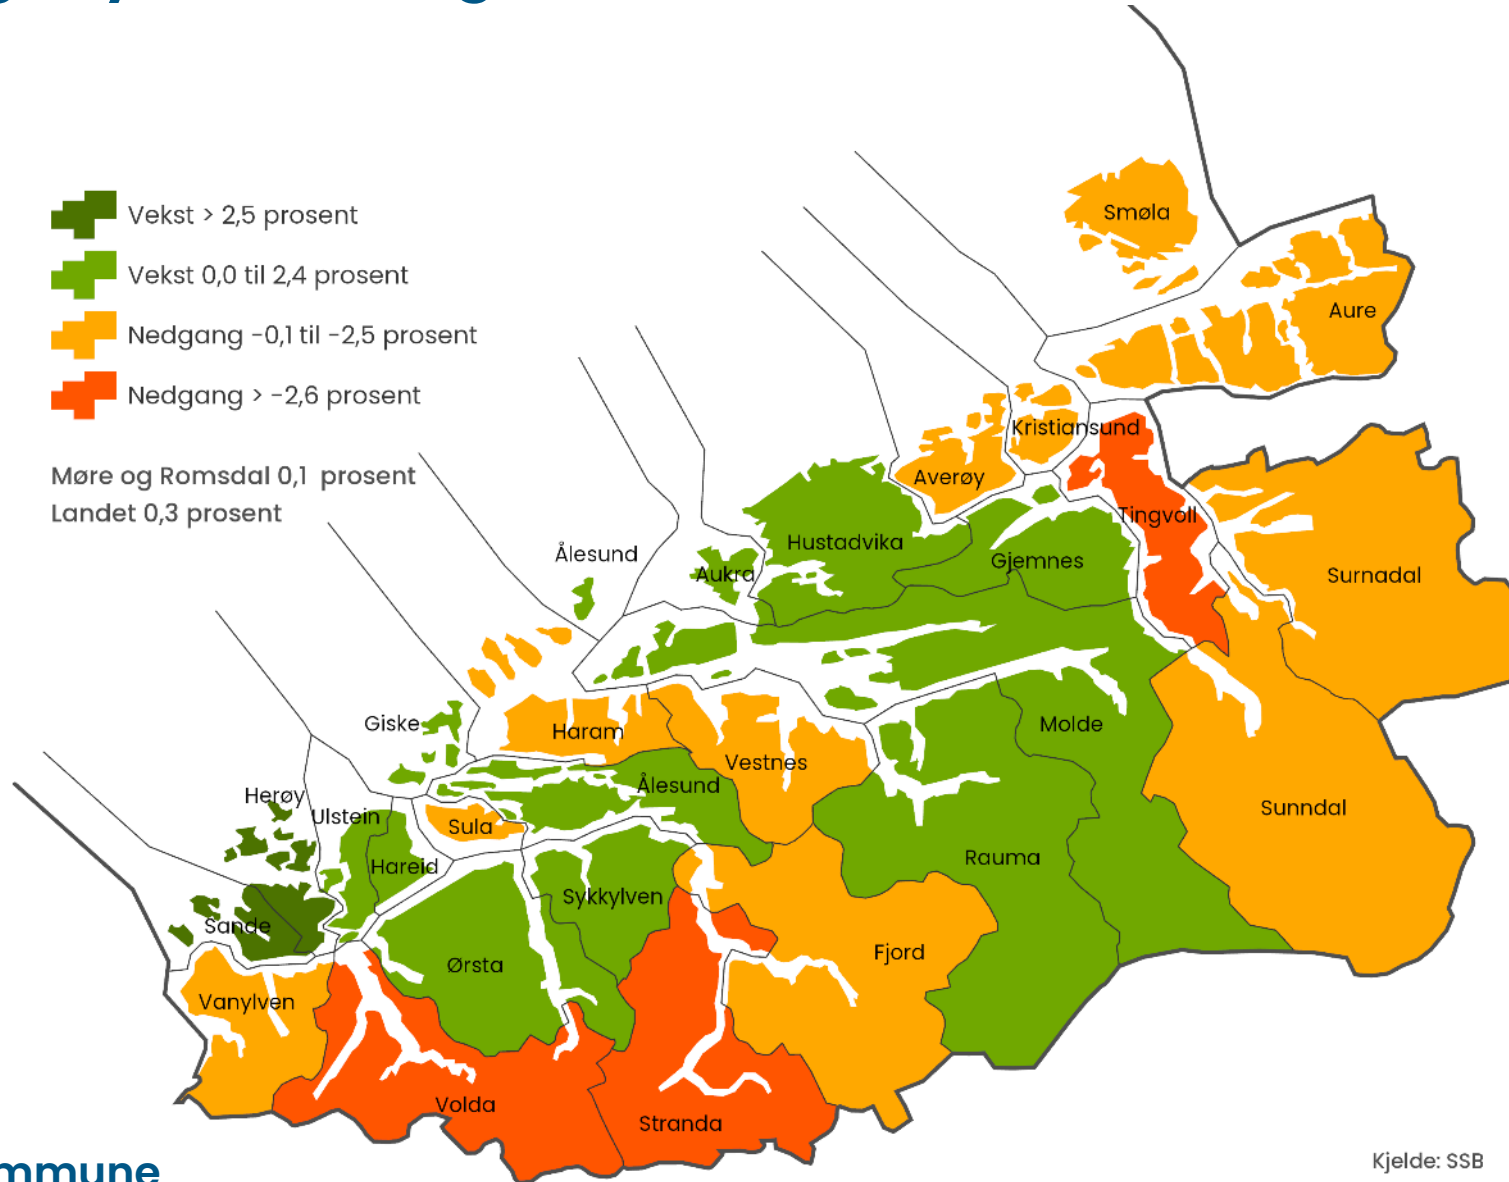 Vekst > 2,5 prosent
Vekst 0,0 til 2,4 prosent
Nedgang -0,1 til -2,5 prosent
Nedgang > -2,6 prosent
Møre og Romsdal 0,1 prosent
Landet 0,3 prosent
Smøla
Aure
Kristiansund
Averøy
Tingvoll
Hustadvika
Ålesund
Aukra
Gjemnes
Surnadal
Giske
Haram
Molde
Vestnes
Ålesund
Herøy
Ulstein
Sula
Sunndal
Hareid
Rauma
Sykkylven
Sande
Fjord
Ørsta
Vanylven
Volda
Stranda
Kjelde: SSB
mmune